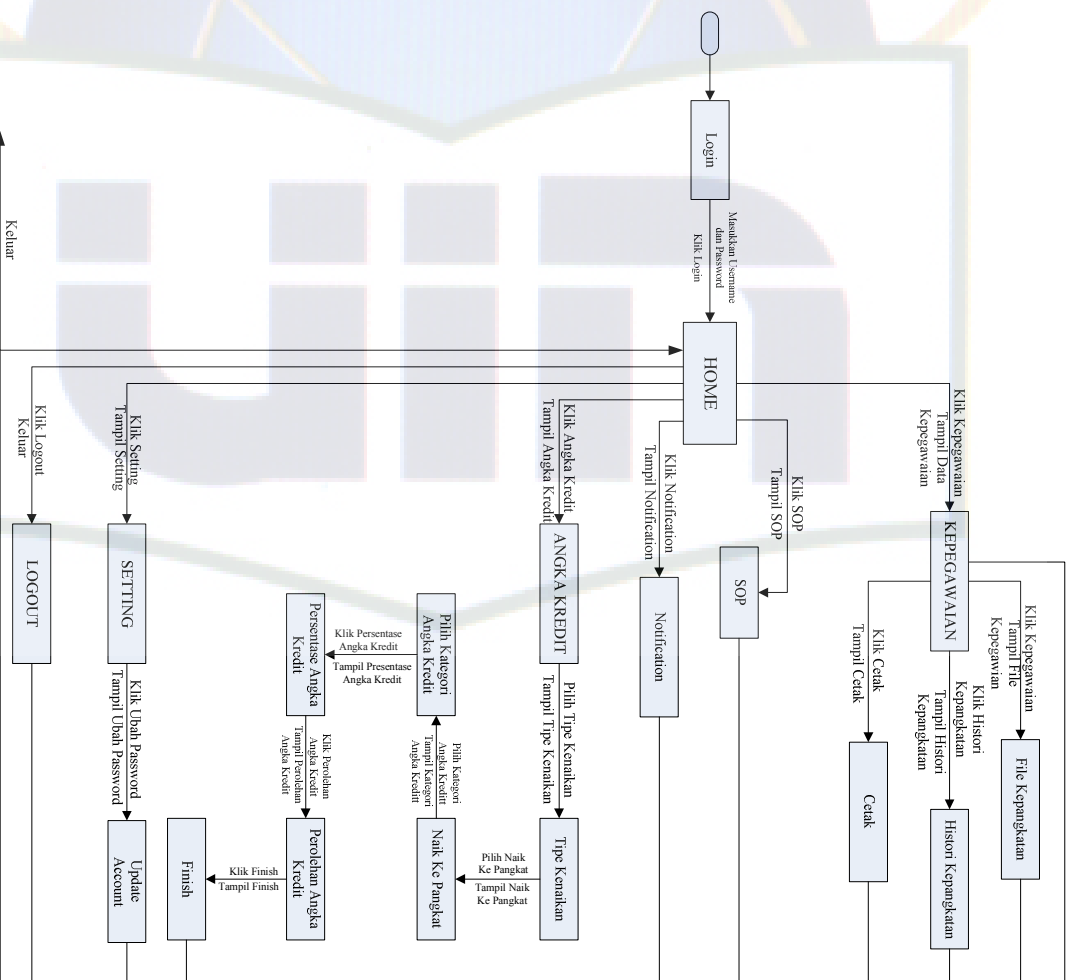 Login
Masukkan Username
dan Password
Klik Login
HOME
Keluar
Klik Logout
Keluar
LOGOUT
Klik Setting
Tampil Setting
SETTING
Klik Ubah Password
Tampil Ubah Password
Update
Account
Klik Angka Kredit
Tampil Angka Kredit
ANGKA KREDIT
Pilih Tipe Kenaikan
Tampil Tipe Kenaikan
Tipe Kenaikan
Pilih Naik
Ke Pangkat
Tampil Naik
Ke Pangkat
Naik Ke Pangkat
Pilih Kategori
Angka Kreditt
Tampil Kategori
Angka Kreditt
Pilih Kategori
Angka Kredit
Klik Persentase
Angka Kredit
Tampil Presentase
Angka Kredit
Persentase Angka
Kredit
Klik Perolehan
Angka Kredit
Tampil Perolehan
Angka Kredit
Perolehan Angka
Kredit
Klik Finish
Tampil Finish
Finish
Klik Notification
Tampil Notification
Notification
Klik SOP
Tampil SOP
SOP
Klik Kepegawaian
Tampil Data
Kepegawaian
KEPEGAWAIAN
Klik Cetak
Tampil Cetak
Cetak
Klik Histori
Kepangkatan
Tampil Histori
Kepangkatan
Histori Kepangkatan
Klik Kepegawaian
Tampil File
Kepegawian
File Kepangkatan
uin